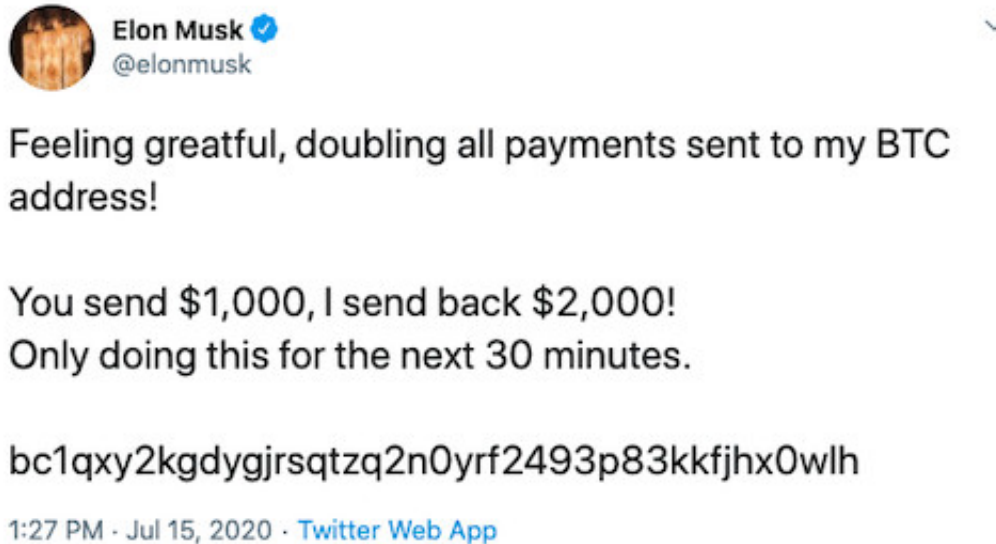 Elon Musk
@elonmusk
Feeling greatful, doubling all payments sent to my BTC
address!
You send $1,000, I send back $2,000!
Only doing this for the next 30 minutes.
bc1qxy2kgdygjrsqtzq2n0yrf2493p83kkfjhx0wlh
1:27 PM · Jul 15, 2020 · Twitter Web App